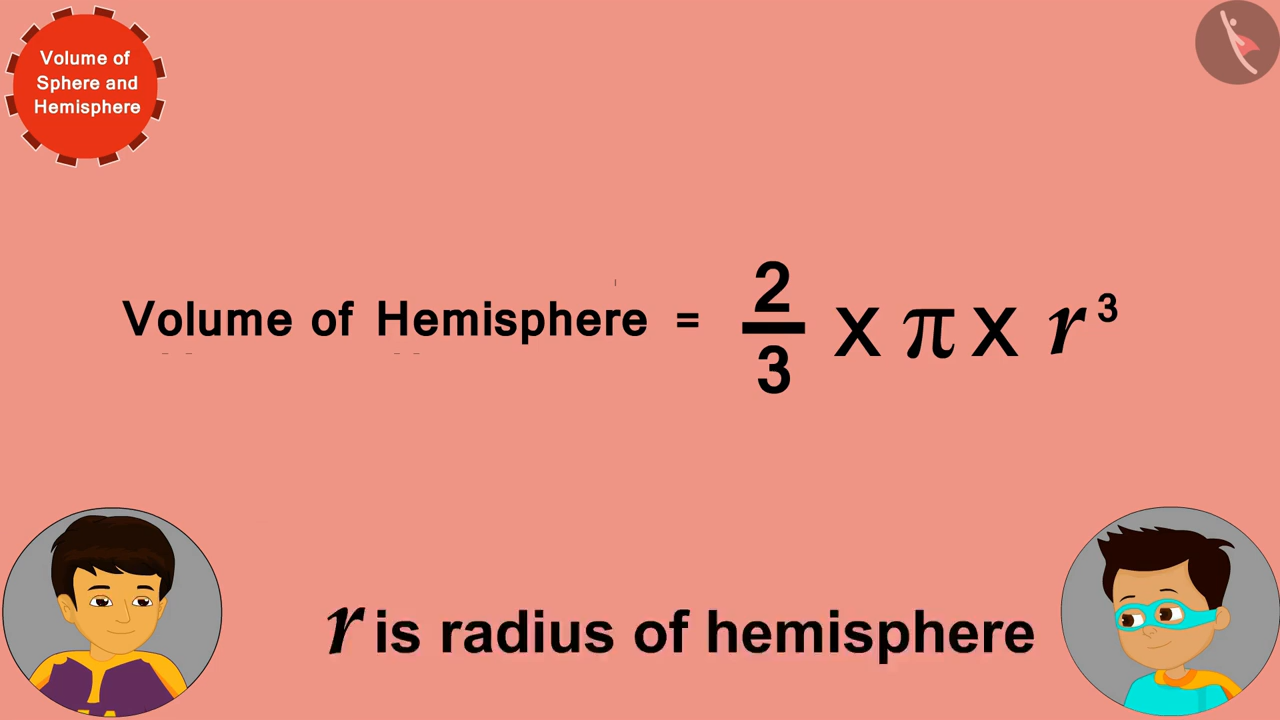 Volume of
Sphere and
Hemisphere
Volume of Hemisphere = 2/3 x π x r³
r is radius of hemisphere